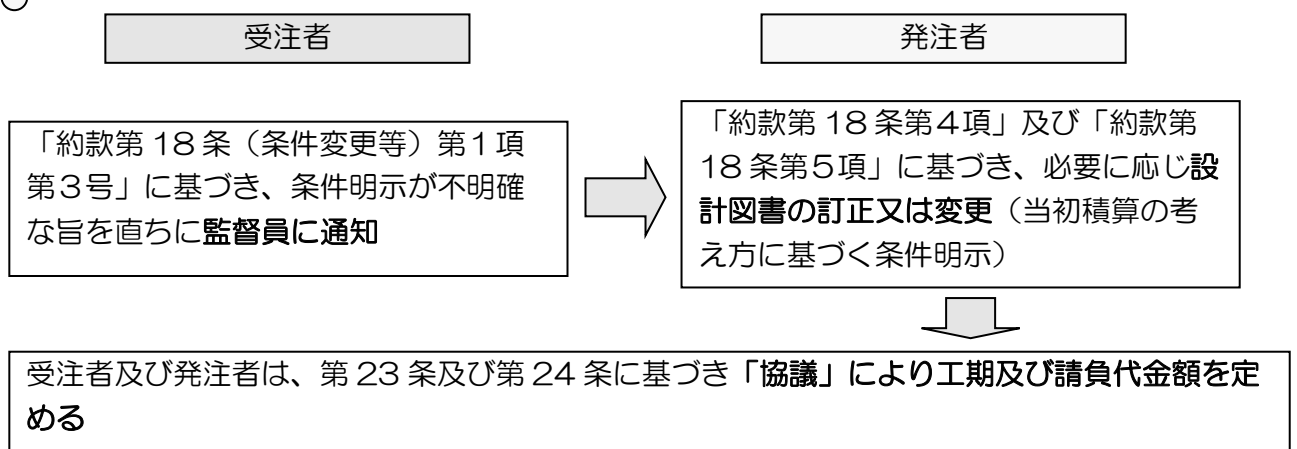 受注者
発注者
「約款第18条（条件変更等）第1項
第3号」に基づき、条件明示が不明確
な旨を直ちに監督員に通知
「約款第18条第4項」及び「約款第
18条第5項」に基づき、必要に応じ設
計図書の訂正又は変更（当初積算の考
え方に基づく条件明示）
受注者及び発注者は、第23条及び第24条に基づき「協議」により工期及び請負代金額を定
める